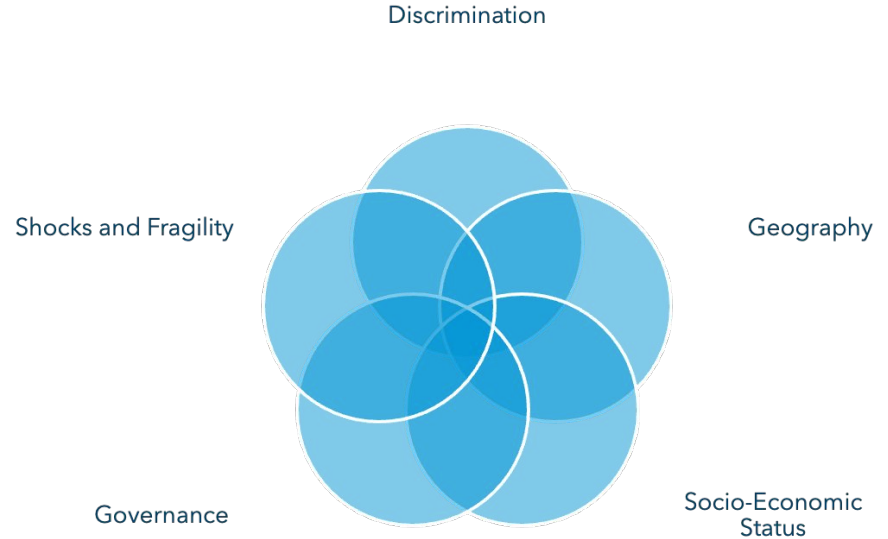 Discrimination
Shocks and Fragility
Geography
Governance
Socio-Economic
Status